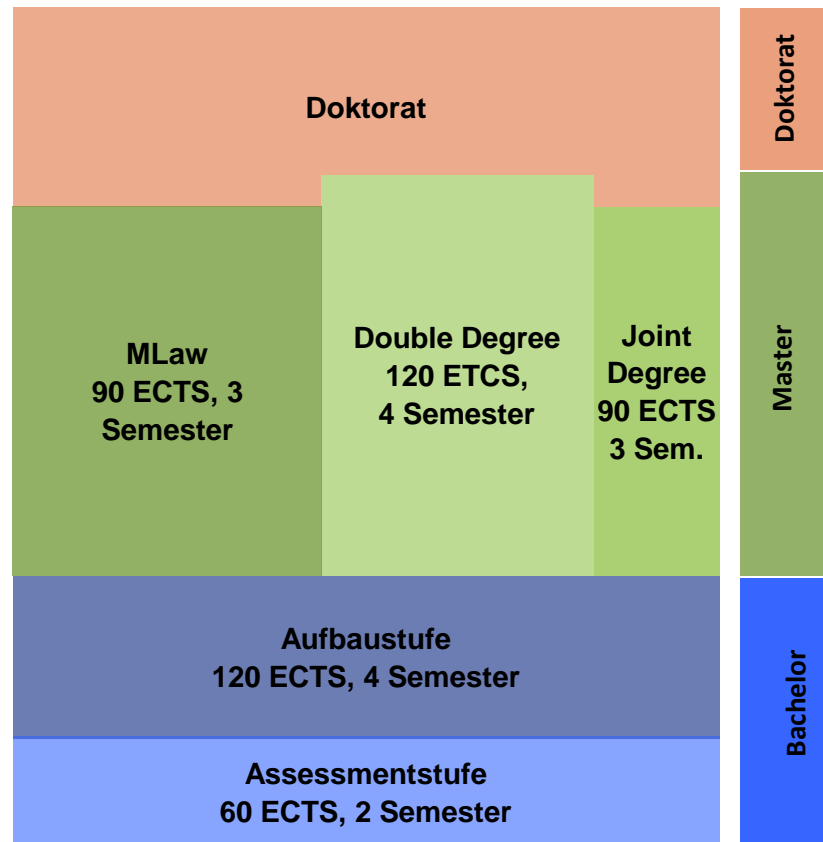 Doktorat
Doktorat
MLaw
90 ECTS, 3
Semester
Double Degree
120 ETCS,
4 Semester
Joint
Degree
90 ECTS
3 Sem.
Master
Aufbaustufe
120 ECTS, 4 Semester
Assessmentstufe
60 ECTS, 2 Semester
Bachelor